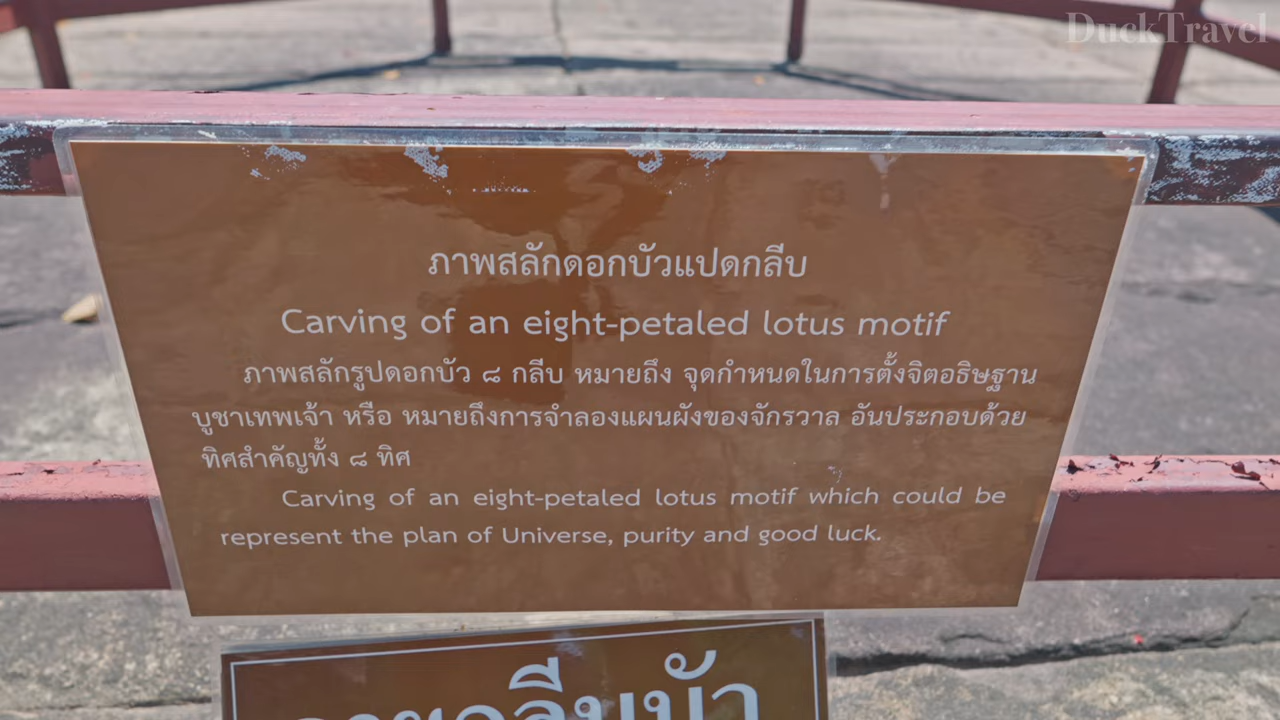 DuckTravel
ภาพสลักดอกบัวแปดกลีบ
Carving of an eight-petaled lotus motif
ภาพสลักรูปดอกบัว ๘ กลีบ หมายถึง จุดกำหนดในการตั้งจิตอธิษฐาน
บูชาเทพเจ้า หรือ หมายถึงการจำลองแผนผังของจักรวาล อันประกอบด้วย
ทิศสำคัญทั้ง ๘ ทิศ
Carving of an eight-petaled lotus motif which could be
represent the plan of Universe, purity and good luck.